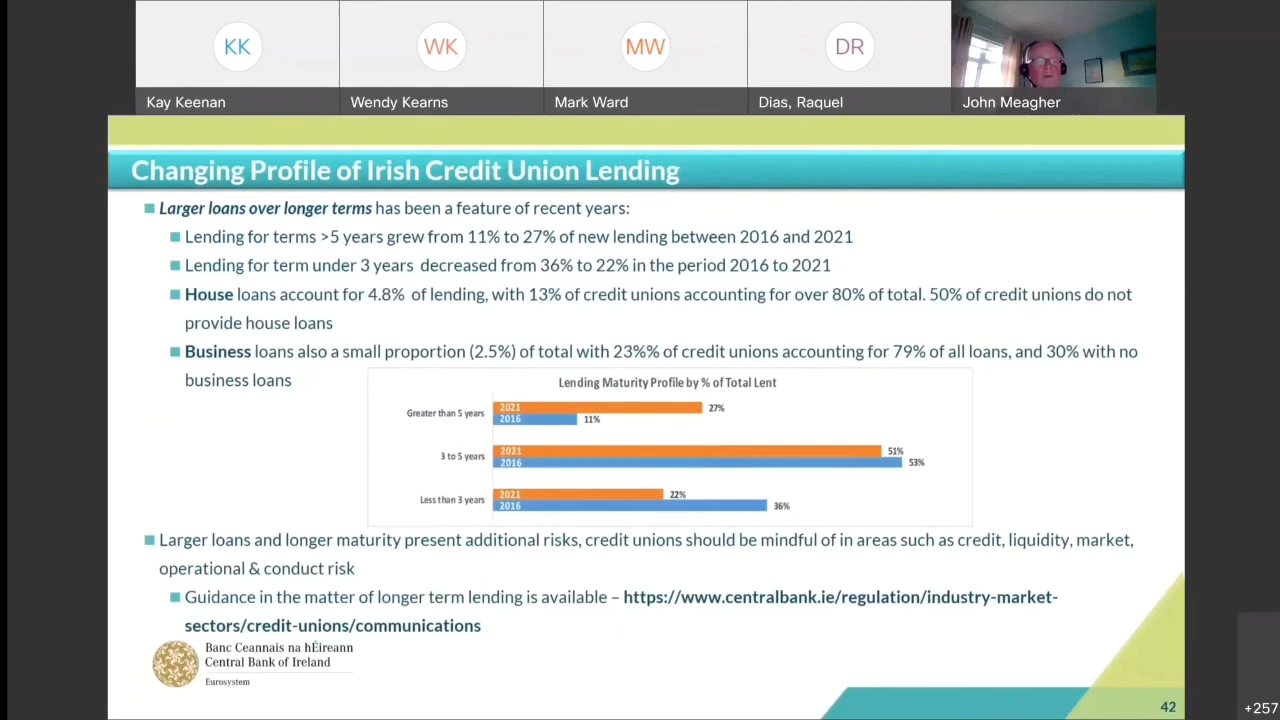 KK
WK
MW
DR
Kay Keenan
Wendy Kearns
Mark Ward
Dias, Raquel
John Meagher
Changing Profile of Irish Credit Union Lending
Larger loans over longer terms has been a feature of recent years:
Lending for terms >5 years grew from 11% to 27% of new lending between 2016 and 2021
Lending for term under 3 years decreased from 36% to 22% in the period 2016 to 2021
House loans account for 4.8% of lending, with 13% of credit unions accounting for over 80% of total. 50% of credit unions do not
provide house loans
Business loans also a small proportion (2.5%) of total with 23%% of credit unions accounting for 79% of all loans, and 30% with no
business loans
Lending Maturity Profile by % of Total Lent
Greater than 5 years
2021
27%
2016
11%
3 to 5 years
2021
51%
2016
53%
Less than 3 years
2021
22%
2016
36%
Larger loans and longer maturity present additional risks, credit unions should be mindful of in areas such as credit, liquidity, market,
operational & conduct risk
Guidance in the matter of longer term lending is available – https://www.centralbank.ie/regulation/industry-market-
sectors/credit-unions/communications
Banc Ceannais na hÉireann
Central Bank of Ireland
Eurosystem
42
+257